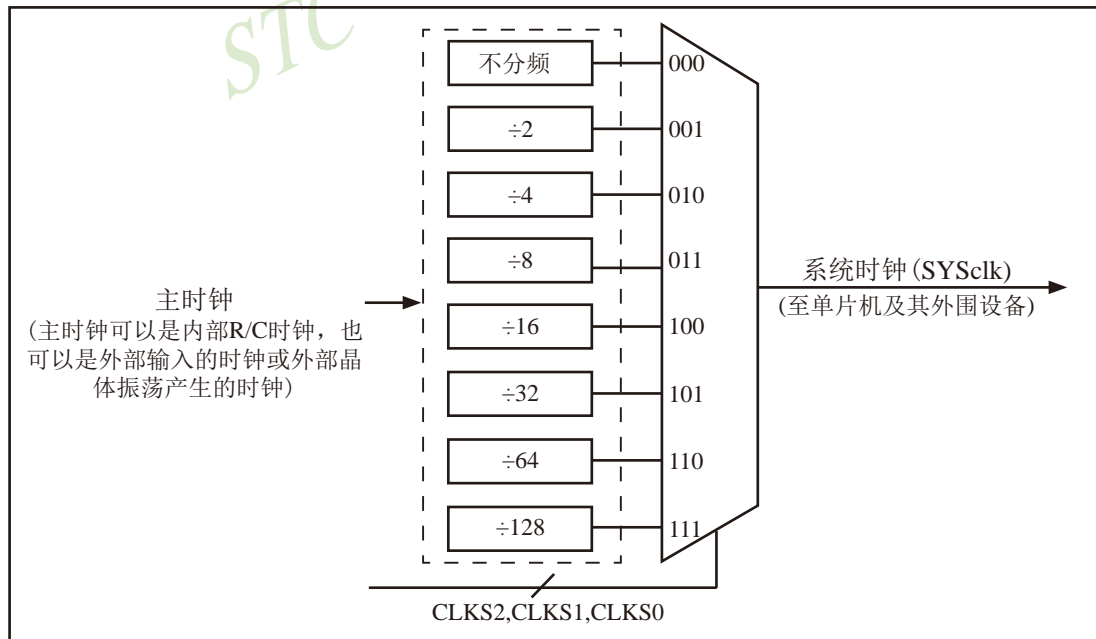 STC
不分频
000
÷2
001
÷4
010
÷8
011
÷16
100
÷32
101
÷64
110
÷128
111
主时钟
(主时钟可以是内部R/C时钟，也
可以是外部输入的时钟或外部晶
体振荡产生的时钟)
系统时钟(SYSclk)
(至单片机及其外围设备)
CLKS2,CLKS1,CLKS0